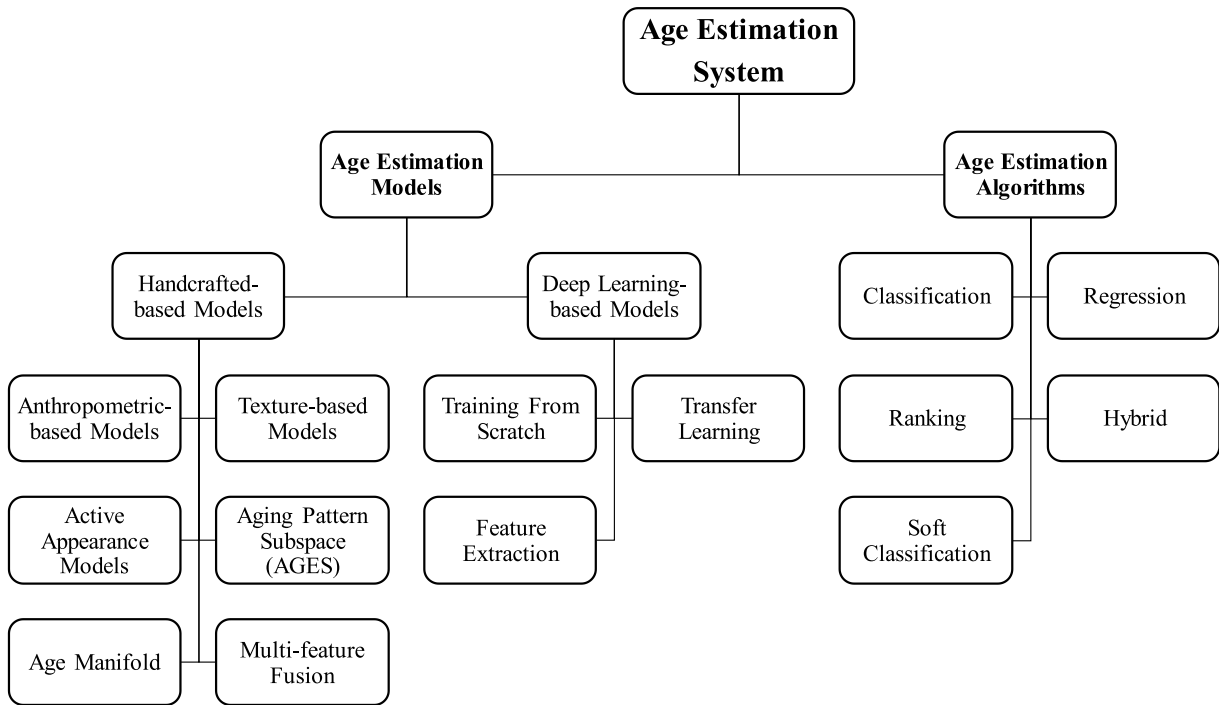 Age Estimation
System
Age Estimation
Models
Age Estimation
Algorithms
Handcrafted-
based Models
Deep Learning-
based Models
Classification
Regression
Anthropometric-
based Models
Texture-based
Models
Training From
Scratch
Transfer
Learning
Ranking
Hybrid
Active
Appearance
Models
Aging Pattern
Subspace
(AGES)
Feature
Extraction
Soft
Classification
Age Manifold
Multi-feature
Fusion